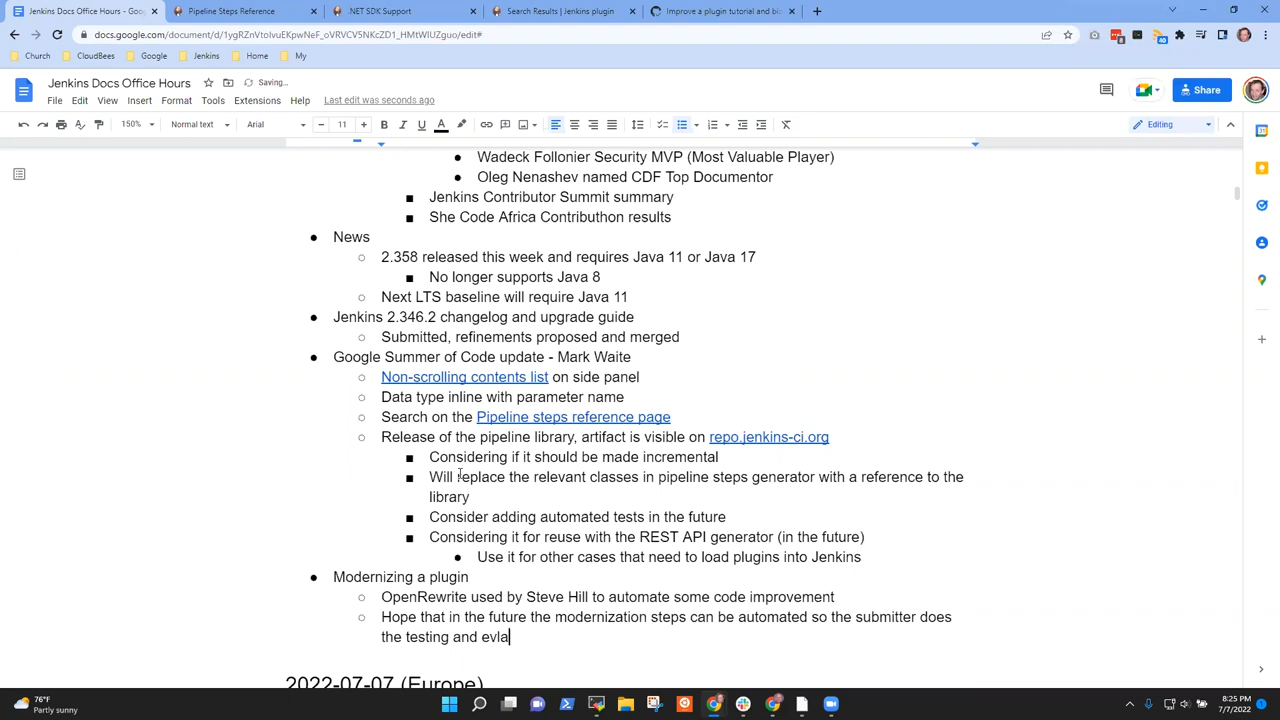 Jenkins Docs Office Hours - Goo
Pipeline Steps Reference
.NET SDK Support
Search Results | Jenkins plugin
Improve a plugin tutorial and blo
docs.google.com/document/d/1ygRZnVtoIvuEKpwNeF_oVRVCV5NKcZD1_HMtWIUZguo/edit#
Church
CloudBees
Google
Jenkins
Home
My
Jenkins Docs Office Hours
Saving...
File Edit View Insert Format Tools Extensions Help Last edit was seconds ago
Share
150% Normal text Arial 11 Editing
Wadeck Follonier Security MVP (Most Valuable Player)
Oleg Nenashev named CDF Top Documentor
Jenkins Contributor Summit summary
She Code Africa Contributhon results
News
2.358 released this week and requires Java 11 or Java 17
No longer supports Java 8
Next LTS baseline will require Java 11
Jenkins 2.346.2 changelog and upgrade guide
Submitted, refinements proposed and merged
Google Summer of Code update - Mark Waite
Non-scrolling contents list on side panel
Data type inline with parameter name
Search on the Pipeline steps reference page
Release of the pipeline library, artifact is visible on repo.jenkins-ci.org
Considering if it should be made incremental
Will replace the relevant classes in pipeline steps generator with a reference to the
library
Consider adding automated tests in the future
Considering it for reuse with the REST API generator (in the future)
Use it for other cases that need to load plugins into Jenkins
Modernizing a plugin
OpenRewrite used by Steve Hill to automate some code improvement
Hope that in the future the modernization steps can be automated so the submitter does
the testing and evla
2022-07-07 (Europe)
76°F
Partly sunny
8:25 PM
7/7/2022